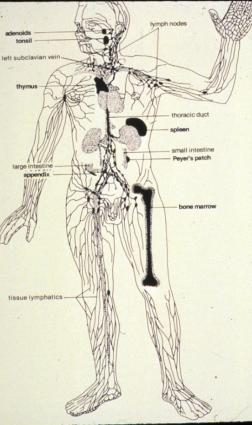 lymph nodes
adenoids
tonsil
left subclavian vein
thymus
thoracic duct
spleen
small intestine
Peyer's patch
large intestine
appendix
bone marrow
tissue lymphatics